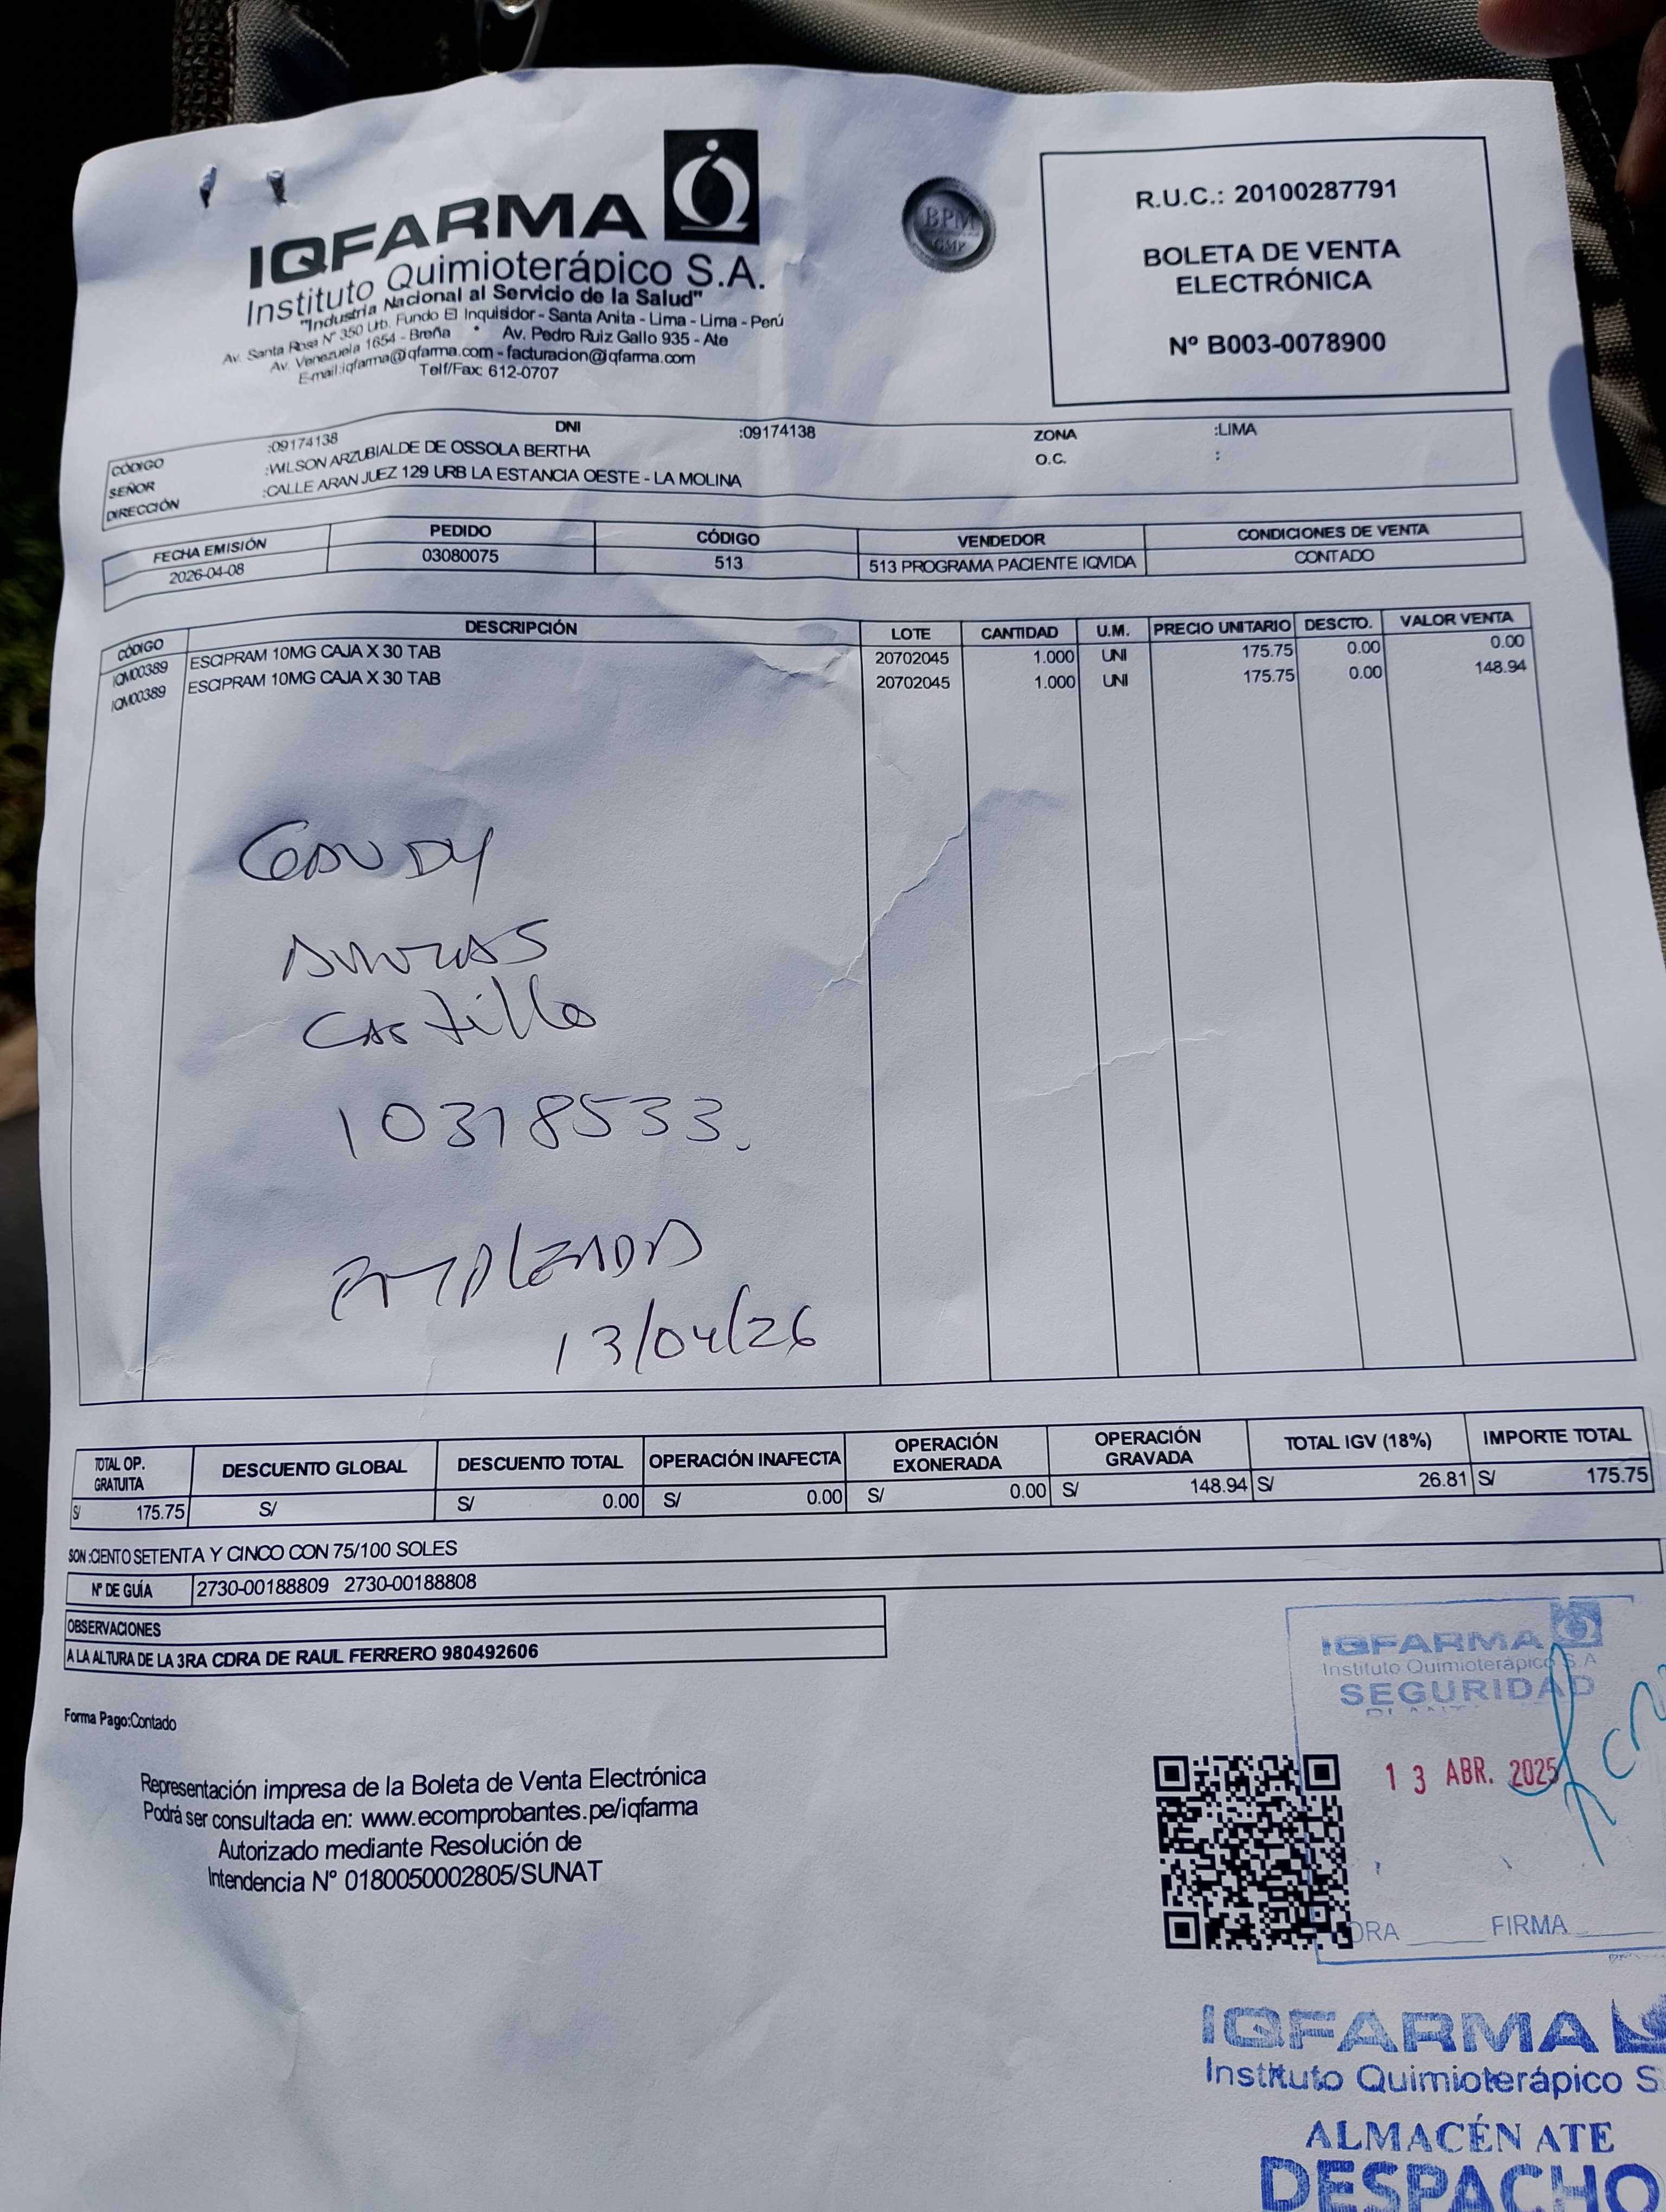 IQFARMA
Instituto Quimioterápico S.A.
"Industria Nacional al Servicio de la Salud"
Av. Santa Rosa N° 350 Urb. Fundo El Inquisidor - Santa Anita - Lima - Lima - Perú
Av. Venezuela 1654 - Breña * Av. Pedro Ruiz Gallo 935 - Ate
E-mail:iqfarma@iqfarma.com - facturacion@iqfarma.com
Telf/Fax: 612-0707
BPM
GMP
R.U.C.: 20100287791
BOLETA DE VENTA
ELECTRÓNICA
N° B003-0078900
CÓDIGO :09174138 DNI :09174138 ZONA :LIMA
SEÑOR :WILSON ARZUBIALDE DE OSSOLA BERTHA O.C. :
DIRECCIÓN :CALLE ARANJUEZ 129 URB LA ESTANCIA OESTE - LA MOLINA
FECHA EMISIÓN PEDIDO CÓDIGO VENDEDOR CONDICIONES DE VENTA
2026-04-08 03080075 513 513 PROGRAMA PACIENTE IQVIDA CONTADO
CÓDIGO DESCRIPCIÓN LOTE CANTIDAD U.M. PRECIO UNITARIO DESCTO. VALOR VENTA
IQM00389 ESCIPRAM 10MG CAJA X 30 TAB 20702045 1.000 UNI 175.75 0.00 0.00
IQM00389 ESCIPRAM 10MG CAJA X 30 TAB 20702045 1.000 UNI 175.75 0.00 148.94
Castillo
10318533.
EMPLEADA
13/04/26
TOTAL OP. GRATUITA DESCUENTO GLOBAL DESCUENTO TOTAL OPERACIÓN INAFECTA OPERACIÓN EXONERADA OPERACIÓN GRAVADA TOTAL IGV (18%) IMPORTE TOTAL
S/ 175.75 S/ S/ 0.00 S/ 0.00 S/ 0.00 S/ 148.94 S/ 26.81 S/ 175.75
SON :CIENTO SETENTA Y CINCO CON 75/100 SOLES
N° DE GUÍA 2730-00188809 2730-00188808
OBSERVACIONES
A LA ALTURA DE LA 3RA CDRA DE RAUL FERRERO 980492606
Forma Pago:Contado
Representación impresa de la Boleta de Venta Electrónica
Podrá ser consultada en: www.ecomprobantes.pe/iqfarma
Autorizado mediante Resolución de
Intendencia N° 0180050002805/SUNAT
IQFARMA
Instituto Quimioterápico S.A
SEGURIDAD
13 ABR. 2025
ORA FIRMA
IQFARMA
Instituto Quimioterápico S
ALMACÉN ATE
DESPACHO